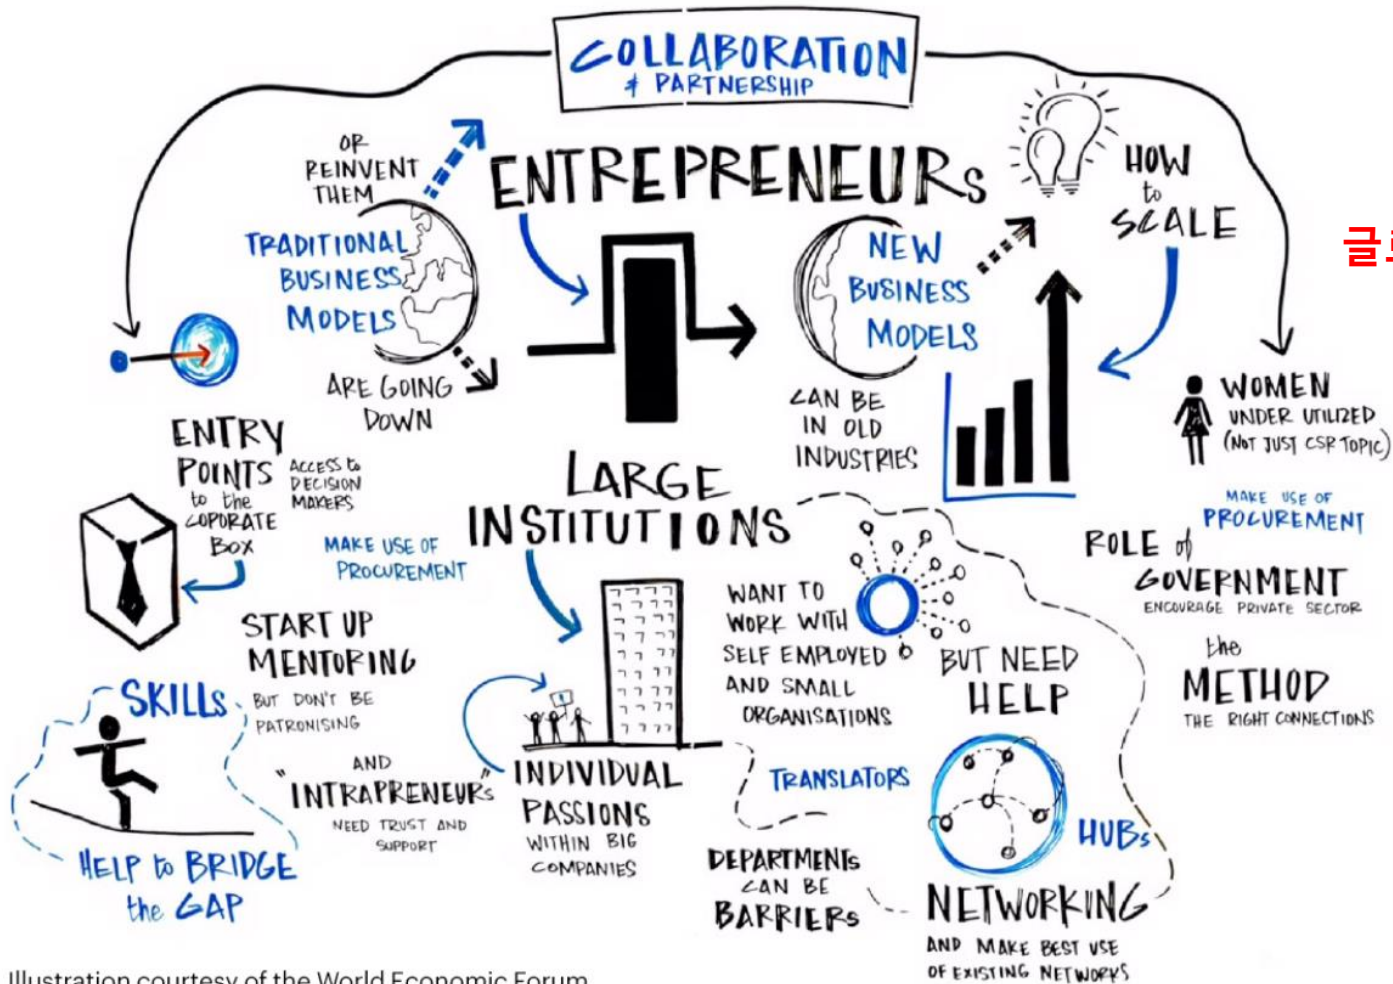 COLLABORATION
& PARTNERSHIP
ENTREPRENEURs
OR
REINVENT
THEM
TRADITIONAL
BUSINESS
MODELS
ARE GOING
DOWN
NEW
BUSINESS
MODELS
CAN BE
IN OLD
INDUSTRIES
HOW
to
SCALE
글
ENTRY
POINTS
to the
COPORATE
BOX
ACCESS to
DECISION
MAKERS
MAKE USE OF
PROCUREMENT
LARGE
INSTITUTIONS
WOMEN
UNDER UTILIZED
(NOT JUST CSR TOPIC)
MAKE USE OF
PROCUREMENT
ROLE of
GOVERNMENT
ENCOURAGE PRIVATE SECTOR
the
METHOD
THE RIGHT CONNECTIONS
START UP
MENTORING
BUT DON'T BE
PATRONISING
SKILLs
HELP to BRIDGE
the GAP
AND
"INTRAPRENEURs"
NEED TRUST AND
SUPPORT
INDIVIDUAL
PASSIONS
WITHIN BIG
COMPANIES
WANT TO
WORK WITH
SELF EMPLOYED
AND SMALL
ORGANISATIONS
BUT NEED
HELP
TRANSLATORS
HUBs
DEPARTMENTs
CAN BE
BARRIERs
NETWORKING
AND MAKE BEST USE
OF EXISTING NETWORKS
Illustration courtesy of the World Economic Forum